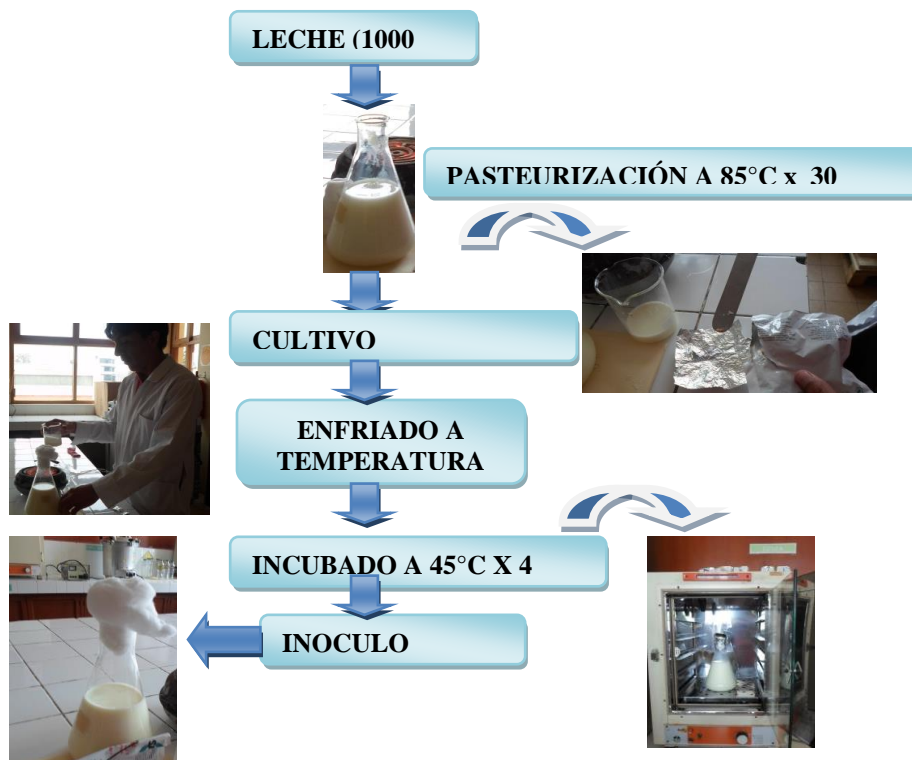 LECHE (1000
PASTEURIZACIÓN A 85°C x 30
CULTIVO
ENFRIADO A
TEMPERATURA
INCUBADO A 45°C X 4
INOCULO